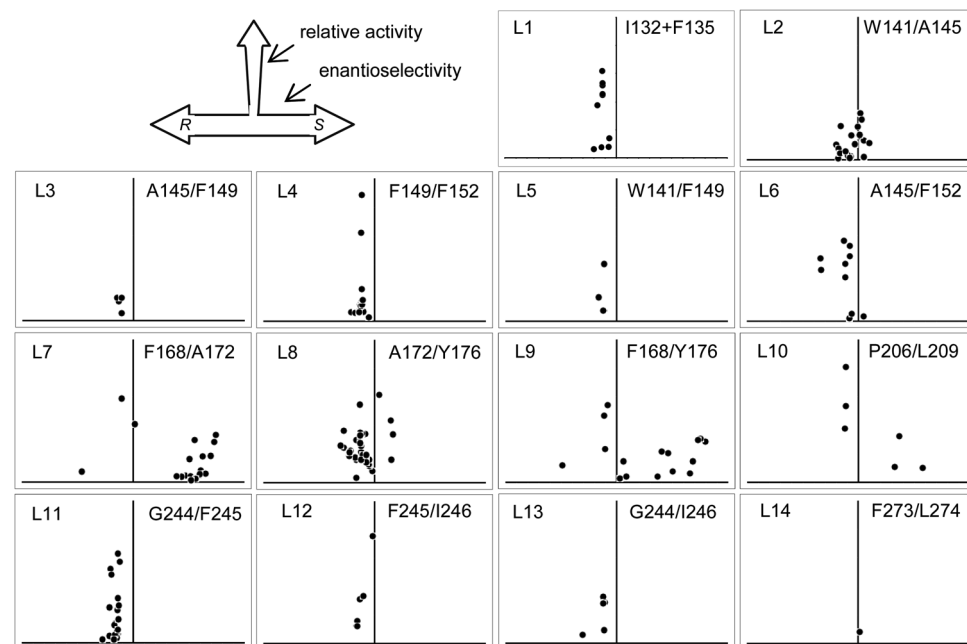 relative activity
enantioselectivity
R S
L1 I132+F135
L2 W141/A145
L3 A145/F149
L4 F149/F152
L5 W141/F149
L6 A145/F152
L7 F168/A172
L8 A172/Y176
L9 F168/Y176
L10 P206/L209
L11 G244/F245
L12 F245/I246
L13 G244/I246
L14 F273/L274